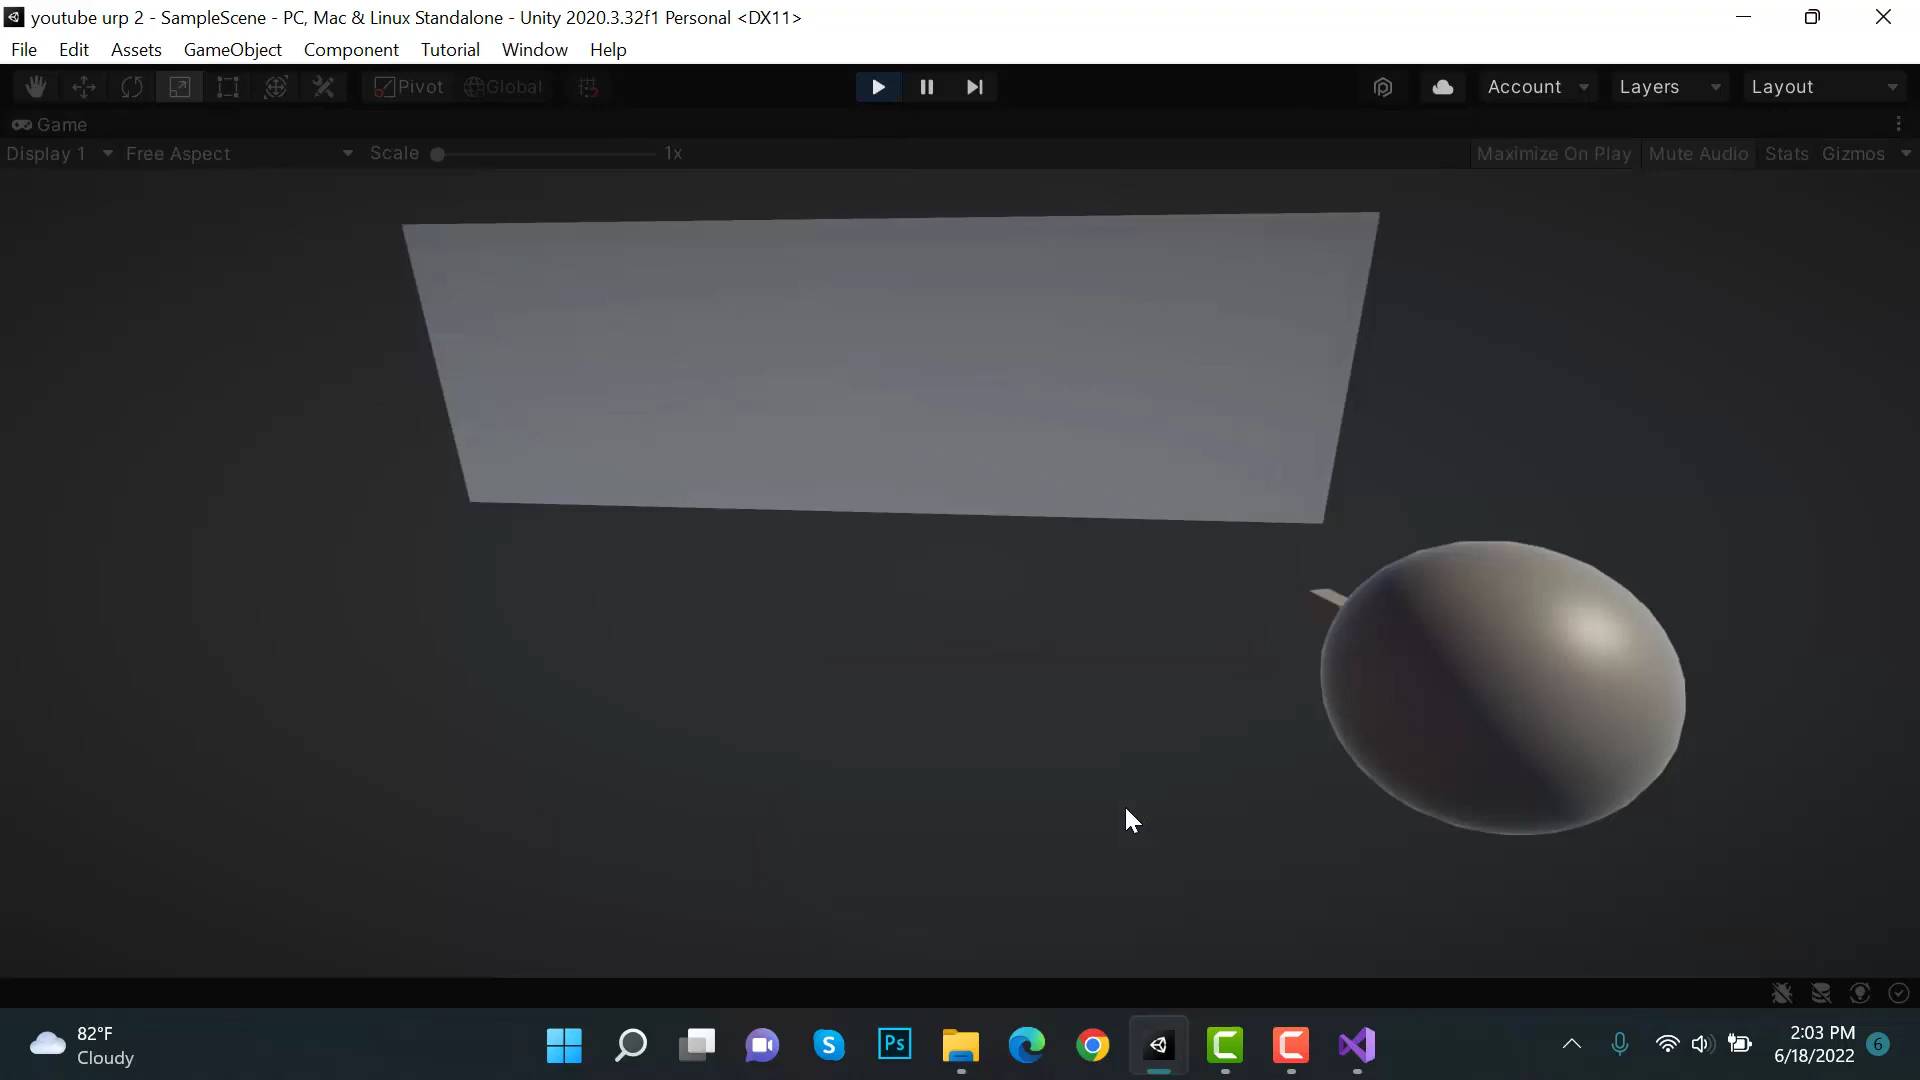 youtube urp 2 - SampleScene - PC, Mac & Linux Standalone - Unity 2020.3.32f1 Personal <DX11>
File Edit Assets GameObject Component Tutorial Window Help
Pivot Global Account Layers Layout
Game
Display 1 Free Aspect Scale 1x Maximize On Play Mute Audio Stats Gizmos
82°F
Cloudy
S
Ps
2:03 PM
6/18/2022
6